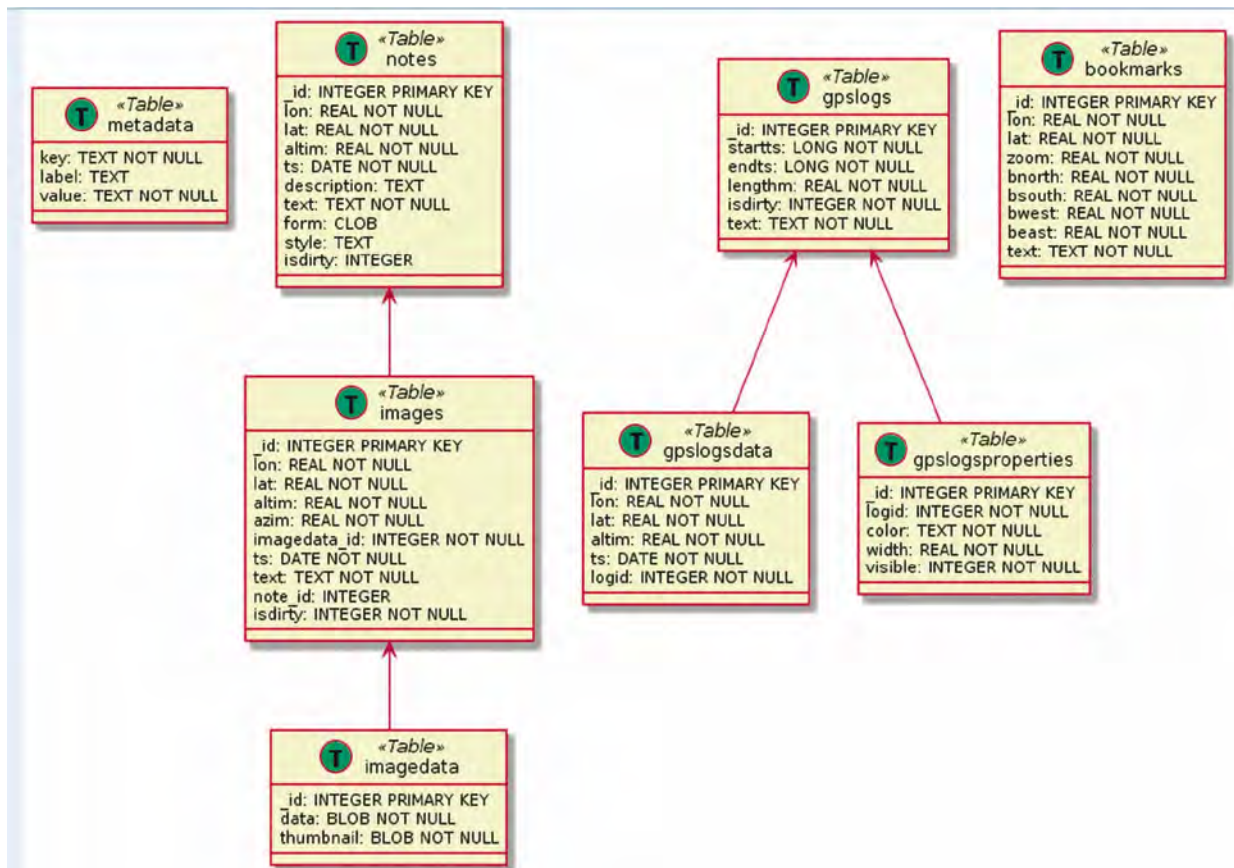 T
«Table»
metadata
key: TEXT NOT NULL
label: TEXT
value: TEXT NOT NULL
T
«Table»
notes
_id: INTEGER PRIMARY KEY
lon: REAL NOT NULL
lat: REAL NOT NULL
altim: REAL NOT NULL
ts: DATE NOT NULL
description: TEXT
text: TEXT NOT NULL
form: CLOB
style: TEXT
isdirty: INTEGER
T
«Table»
gpslogs
_id: INTEGER PRIMARY KEY
startts: LONG NOT NULL
endts: LONG NOT NULL
lengthm: REAL NOT NULL
isdirty: INTEGER NOT NULL
text: TEXT NOT NULL
T
«Table»
bookmarks
_id: INTEGER PRIMARY KEY
lon: REAL NOT NULL
lat: REAL NOT NULL
zoom: REAL NOT NULL
bnorth: REAL NOT NULL
bsouth: REAL NOT NULL
bwest: REAL NOT NULL
beast: REAL NOT NULL
text: TEXT NOT NULL
T
«Table»
images
_id: INTEGER PRIMARY KEY
lon: REAL NOT NULL
lat: REAL NOT NULL
altim: REAL NOT NULL
azim: REAL NOT NULL
imagedata_id: INTEGER NOT NULL
ts: DATE NOT NULL
text: TEXT NOT NULL
note_id: INTEGER
isdirty: INTEGER NOT NULL
T
«Table»
gpslogsdata
_id: INTEGER PRIMARY KEY
lon: REAL NOT NULL
lat: REAL NOT NULL
altim: REAL NOT NULL
ts: DATE NOT NULL
logid: INTEGER NOT NULL
T
«Table»
gpslogsproperties
_id: INTEGER PRIMARY KEY
logid: INTEGER NOT NULL
color: TEXT NOT NULL
width: REAL NOT NULL
visible: INTEGER NOT NULL
T
«Table»
imagedata
_id: INTEGER PRIMARY KEY
data: BLOB NOT NULL
thumbnail: BLOB NOT NULL